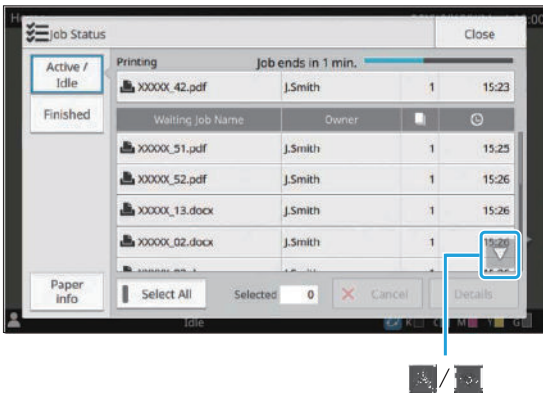 Job Status
Close
Active / Idle
Finished
Paper info
Printing Job ends in 1 min.
XXXXX_42.pdf J.Smith 1 15:23
Waiting Job Name Owner
XXXXX_51.pdf J.Smith 1 15:25
XXXXX_52.pdf J.Smith 1 15:26
XXXXX_13.docx J.Smith 1 15:26
XXXXX_02.docx J.Smith 1 15:26
Select All Selected 0 Cancel Details
Idle K C M Y G
/